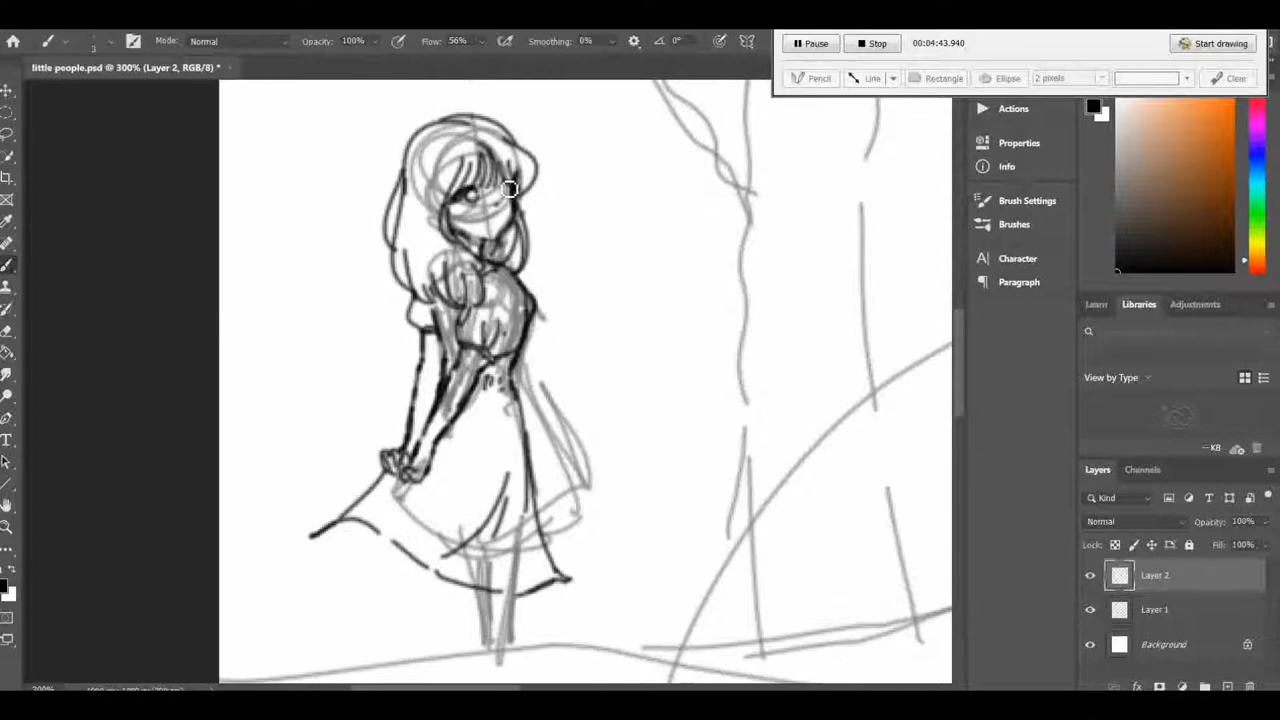 Mode: Normal Opacity: 100% Flow: 56% Smoothing: 0% 0°
3
Pause Stop 00:04:43.940 Start drawing
Pencil Line Rectangle Ellipse 2 pixels Clear
little people.psd @ 300% (Layer 2, RGB/8) *
Actions
Properties
Info
Brush Settings
Brushes
Character
Paragraph
Learn Libraries Adjustments
View by Type
-- KB
Layers Channels
Kind
Normal Opacity: 100%
Lock: Fill: 100%
Layer 2
Layer 1
Background
300%